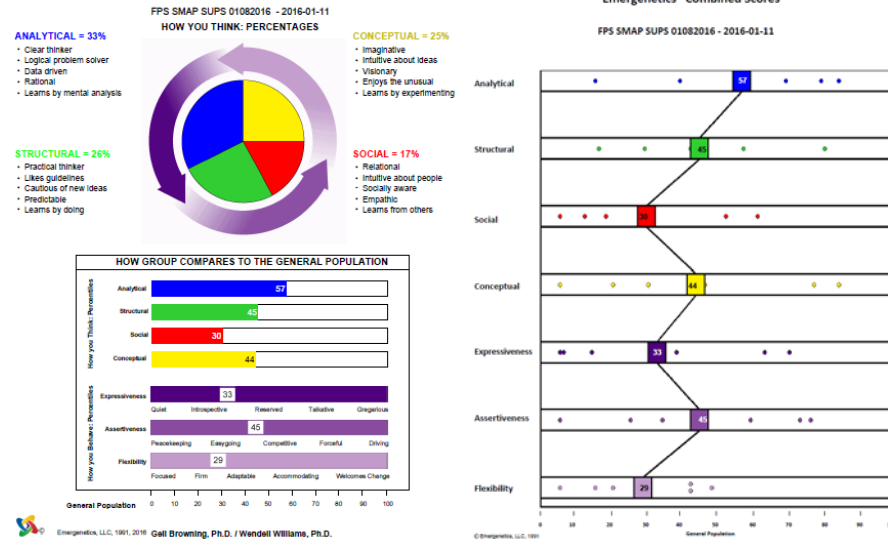 FPS SMAP SUPS 01082016 - 2016-01-11
HOW YOU THINK: PERCENTAGES
ANALYTICAL = 33%
• Clear thinker
• Logical problem solver
• Data driven
• Rational
• Learns by mental analysis
CONCEPTUAL = 25%
• Imaginative
• Intuitive about ideas
• Visionary
• Enjoys the unusual
• Learns by experimenting
STRUCTURAL = 26%
• Practical thinker
• Likes guidelines
• Cautious of new ideas
• Predictable
• Learns by doing
SOCIAL = 17%
• Relational
• Intuitive about people
• Socially aware
• Empathic
• Learns from others
HOW GROUP COMPARES TO THE GENERAL POPULATION
How you Think: Percentiles
Analytical 57
Structural 45
Social 30
Conceptual 44
How you Behave: Percentiles
Expressiveness 33
Quiet Introspective Reserved Talkative Gregarious
Assertiveness 45
Peacekeeping Easygoing Competitive Forceful Driving
Flexibility 29
Focused Firm Adaptable Accommodating Welcomes Change
General Population 0 10 20 30 40 50 60 70 80 90 100
Emergenetics, LLC, 1991, 2016 Geil Browning, Ph.D. / Wendell Williams, Ph.D.
Emergenetics Combined Scores
FPS SMAP SUPS 01082016 - 2016-01-11
Analytical 57
Structural 45
Social 30
Conceptual 44
Expressiveness 33
Assertiveness 45
Flexibility 29
0 10 20 30 40 50 60 70 80 90
General Population
© Emergenetics, LLC, 1991